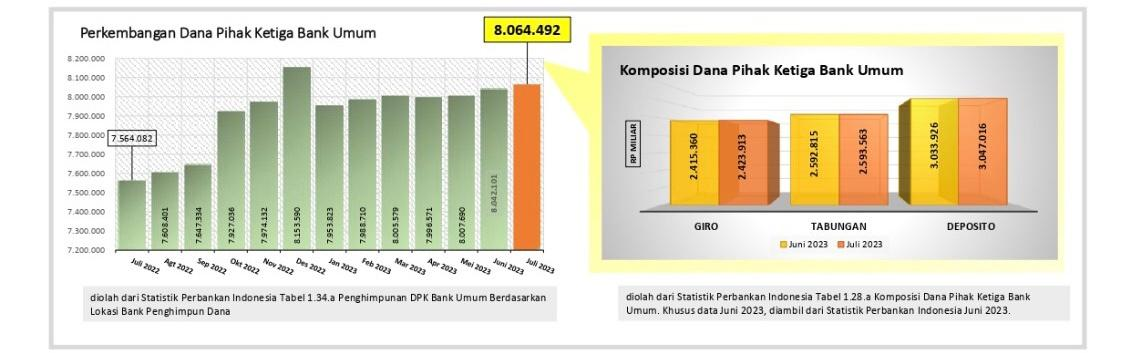 Perkembangan Dana Pihak Ketiga Bank Umum
8.064.492
8.200.000
8.100.000
8.000.000
7.900.000
7.800.000
7.700.000
7.600.000
7.500.000
7.400.000
7.300.000
7.200.000
7.564.082
7.608.401
7.647.334
7.927.036
7.974.132
8.153.590
7.953.823
7.988.710
8.005.579
7.996.571
8.007.690
8.042.101
Juli 2022
Agt 2022
Sep 2022
Okt 2022
Nov 2022
Des 2022
Jan 2023
Feb 2023
Mar 2023
Apr 2023
Mei 2023
Juni 2023
Juli 2023
diolah dari Statistik Perbankan Indonesia Tabel 1.34.a Penghimpunan DPK Bank Umum Berdasarkan
Lokasi Bank Penghimpun Dana
Komposisi Dana Pihak Ketiga Bank Umum
RP MILIAR
2.415.360
2.423.913
2.592.815
2.593.563
3.033.926
3.047.016
GIRO
TABUNGAN
DEPOSITO
Juni 2023
Juli 2023
diolah dari Statistik Perbankan Indonesia Tabel 1.28.a Komposisi Dana Pihak Ketiga Bank
Umum. Khusus data Juni 2023, diambil dari Statistik Perbankan Indonesia Juni 2023.